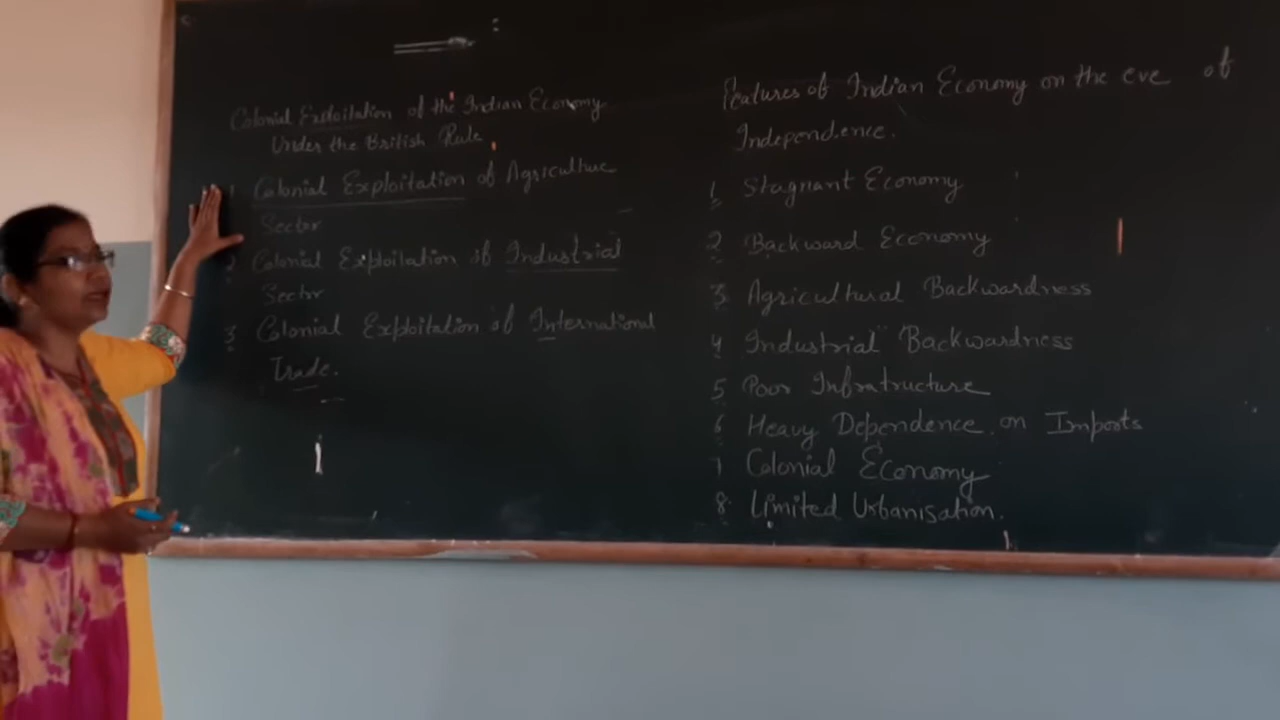 Colonial Exploitation of the Indian Economy
Under the British Rule
1 Colonial Exploitation of Agriculture
Sector
2 Colonial Exploitation of Industrial
Sector
3 Colonial Exploitation of International
Trade.
Features of Indian Economy on the eve of
Independence.
1 Stagnant Economy
2 Backward Economy
3 Agricultural Backwardness
4 Industrial Backwardness
5 Poor Infratructure
6 Heavy Dependence on Imports
7 Colonial Economy
8. Limited Urbanisation.